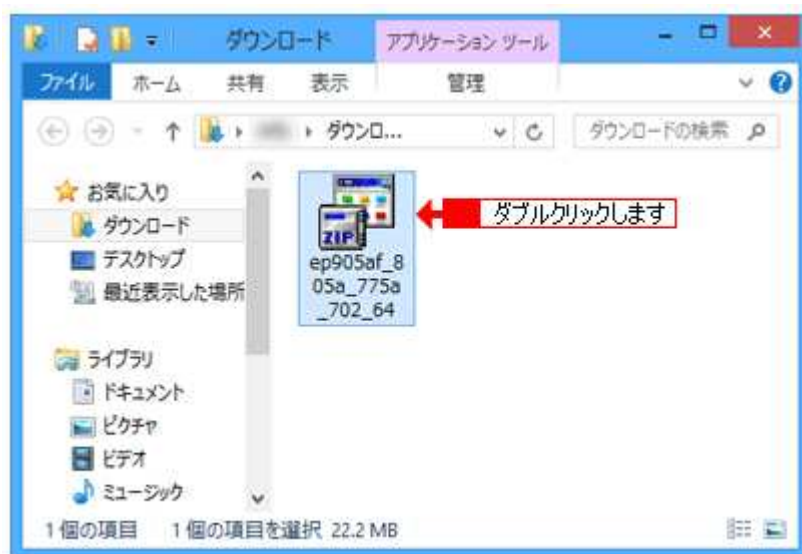 ダウンロード
アプリケーション ツール
ファイル
ホーム
共有
表示
管理
ダウンロ...
ダウンロードの検索
お気に入り
ダウンロード
デスクトップ
最近表示した場所
ライブラリ
ドキュメント
ピクチャ
ビデオ
ミュージック
ZIP
ep905af_8
05a_775a
_702_64
ダブルクリックします
1 個の項目
1 個の項目を選択 22.2 MB